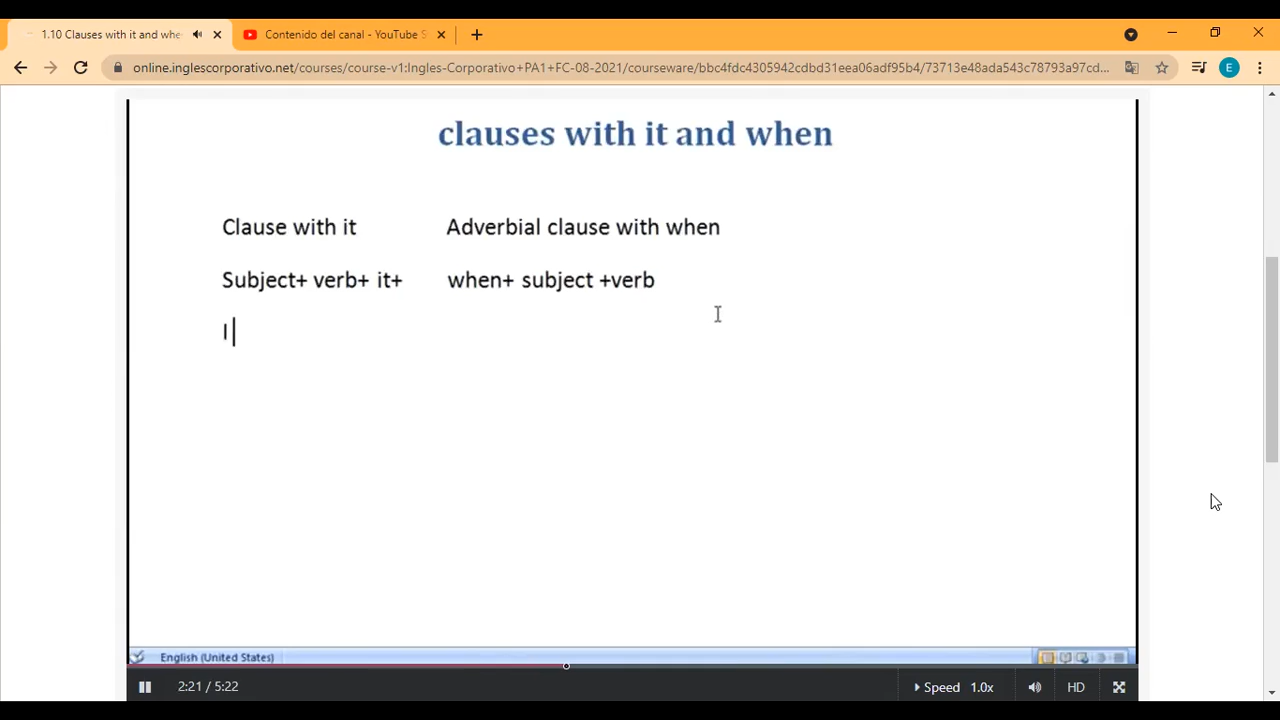 1.10 Clauses with it and whe
Contenido del canal - YouTube S
online.inglescorporativo.net/courses/course-v1:Ingles-Corporativo+PA1+FC-08-2021/courseware/bbc4fdc4305942cdbd31eea06adf95b4/73713e48ada543c78793a97cd...
E
clauses with it and when
Clause with it Adverbial clause with when
Subject+ verb+ it+ when+ subject +verb
I
English (United States)
2:21 / 5:22 Speed 1.0x HD